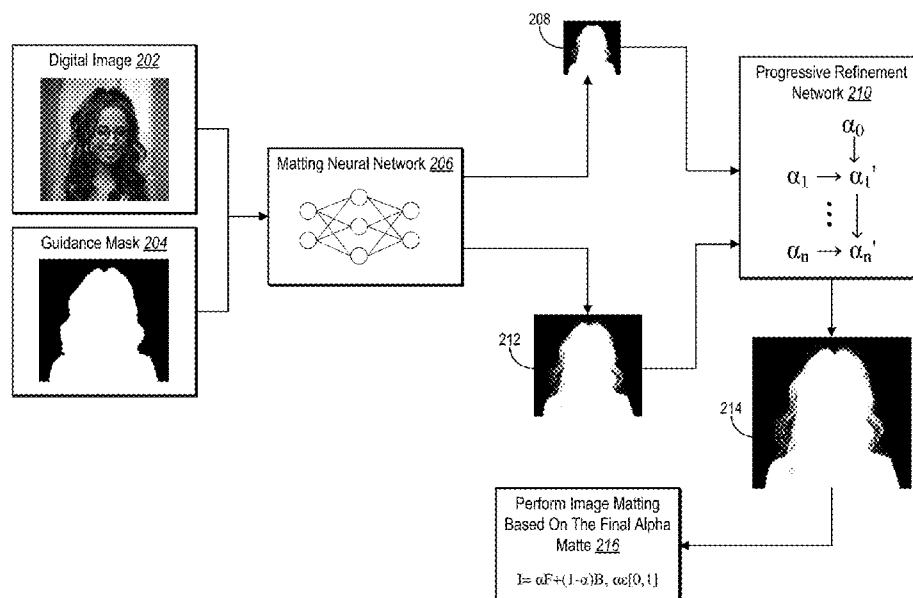 Digital Image 202
Guidance Mask 204
Matting Neural Network 206
208
212
Progressive Refinement
Network 210
α0
α1 → α1'
αn → αn'
214
Perform Image Matting
Based On The Final Alpha
Matte 216
I= αF+(1-α)B, αε[0,1]